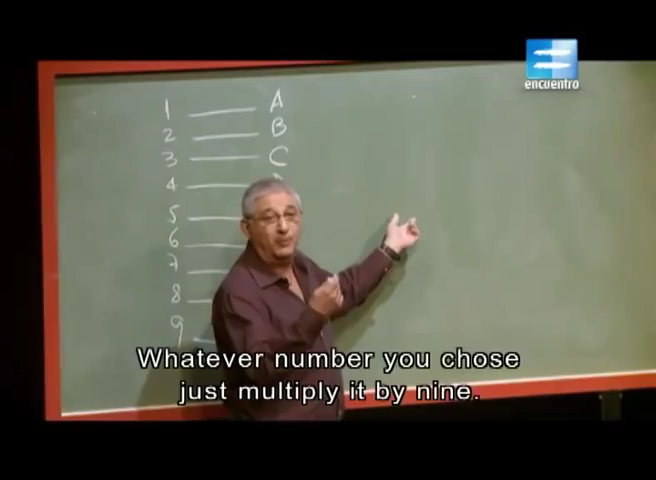 encuentro
1 A
2 B
3 C
4
5
6
7
8
9
Whatever number you chose
just multiply it by nine.